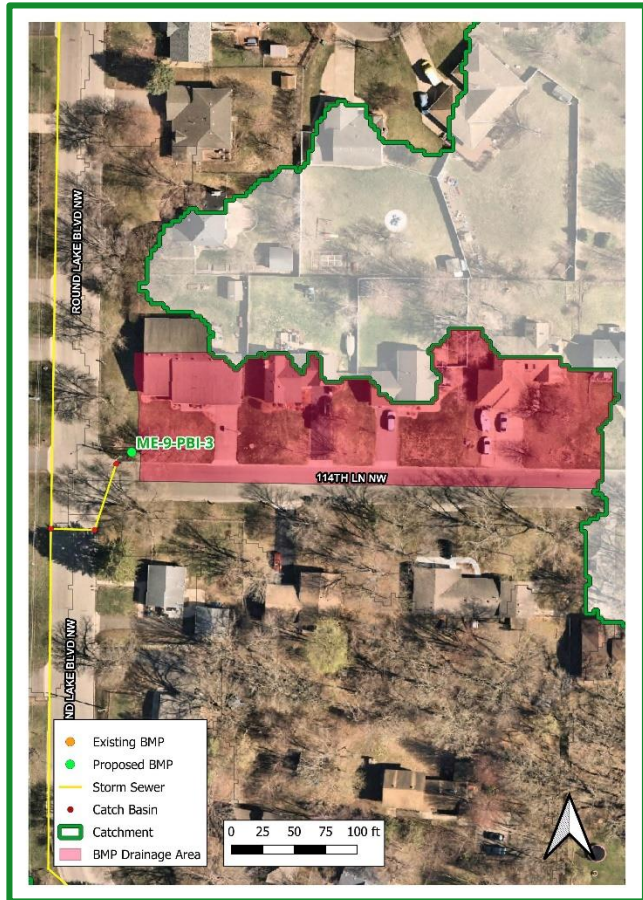 ROUND LAKE BLVD NW
ME-9-PBI-3
114TH LN NW
ND LAKE BLVD NW
Existing BMP
Proposed BMP
Storm Sewer
Catch Basin
Catchment
BMP Drainage Area
0 25 50 75 100 ft